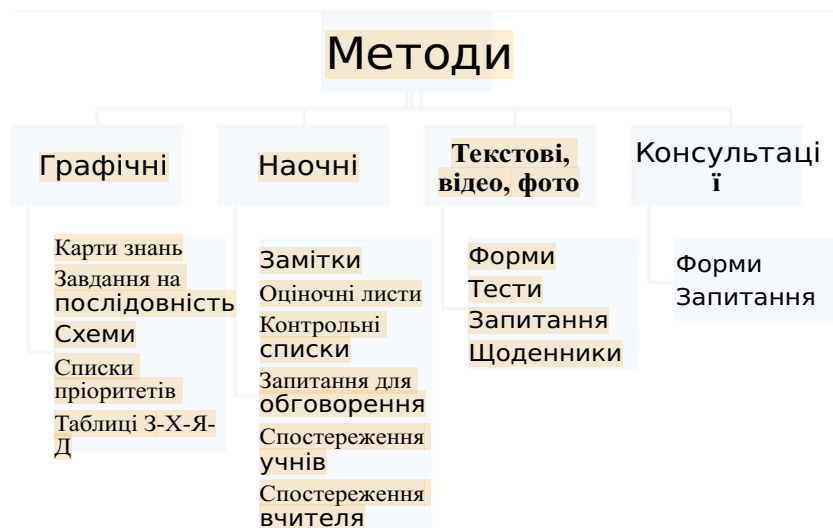 Методи
Графічні
Карти знань
Завдання на
послідовність
Схеми
Списки
пріоритетів
Таблиці З-Х-Я-
Д
Наочні
Замітки
Оціночні листи
Контрольні
списки
Запитання для
обговорення
Спостереження
учнів
Спостереження
вчителя
Текстові,
відео, фото
Форми
Тести
Запитання
Щоденники
Консультаці
ї
Форми
Запитання